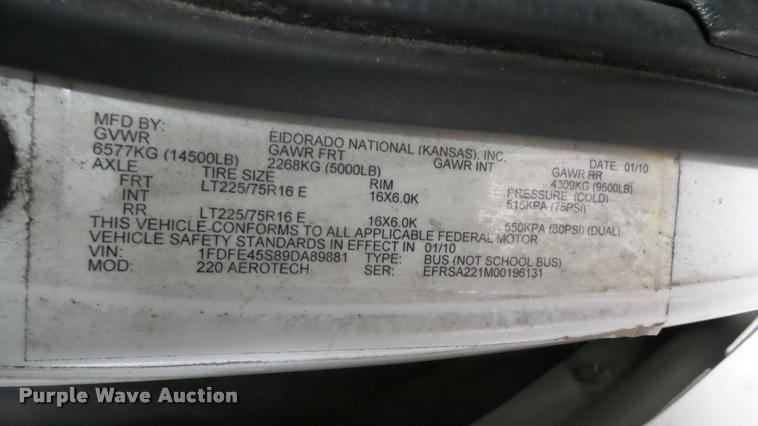 MFD BY: EIDORADO NATIONAL (KANSAS), INC. DATE: 01/10
GVWR GAWR FRT GAWR INT GAWR RR
6577KG (14500LB) 2268KG (5000LB) 4309KG (9500LB)
AXLE TIRE SIZE RIM PRESSURE (COLD)
FRT LT225/75R16 E 16X6.0K 515KPA (75PSI)
INT
RR LT225/75R16 E 16X6.0K 550KPA (80PSI) (DUAL)
THIS VEHICLE CONFORMS TO ALL APPLICABLE FEDERAL MOTOR
VEHICLE SAFETY STANDARDS IN EFFECT IN 01/10
VIN: 1FDFE45S89DA89881 TYPE: BUS (NOT SCHOOL BUS)
MOD: 220 AEROTECH SER: EFRSA221M00196131
Purple Wave Auction